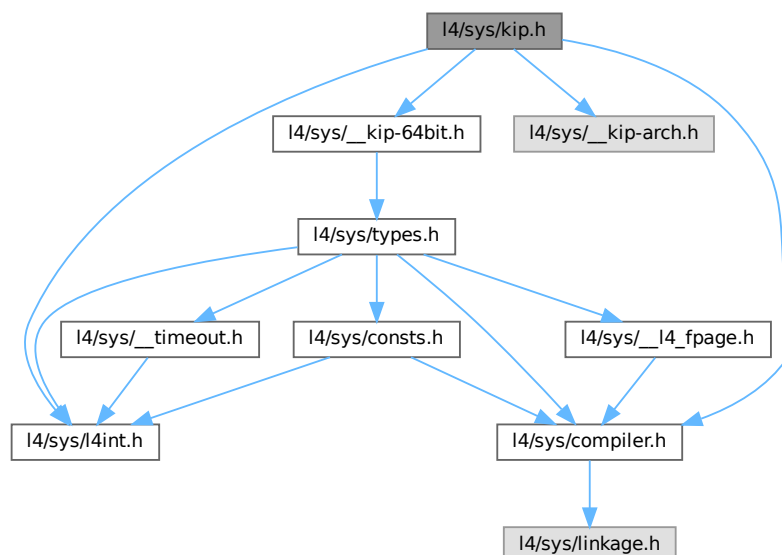 l4/sys/kip.h
l4/sys/__kip-64bit.h
l4/sys/__kip-arch.h
l4/sys/types.h
l4/sys/__timeout.h
l4/sys/consts.h
l4/sys/__l4_fpage.h
l4/sys/l4int.h
l4/sys/compiler.h
l4/sys/linkage.h